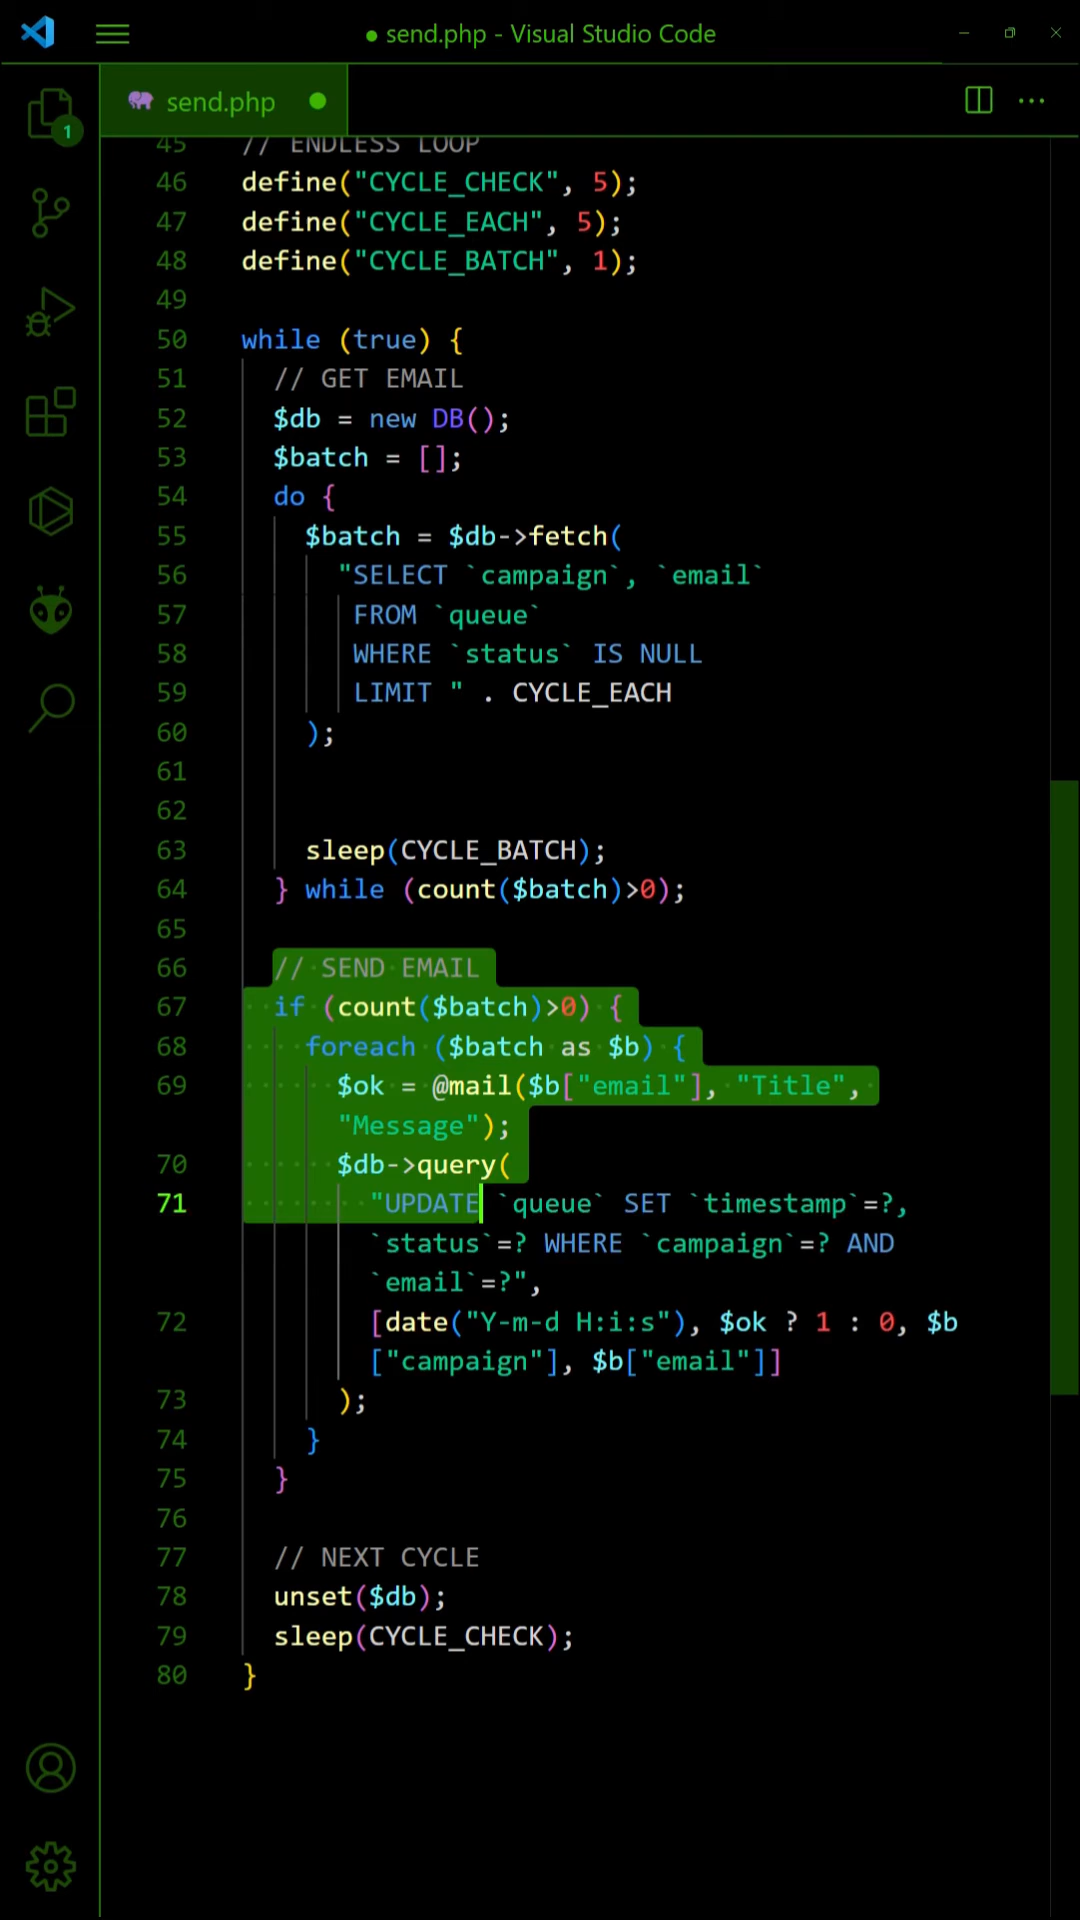 ● send.php - Visual Studio Code
send.php
1
45 // ENDLESS LOOP
46 define("CYCLE_CHECK", 5);
47 define("CYCLE_EACH", 5);
48 define("CYCLE_BATCH", 1);
49
50 while (true) {
51 // GET EMAIL
52 $db = new DB();
53 $batch = [];
54 do {
55 $batch = $db->fetch(
56 "SELECT `campaign`, `email`
57 FROM `queue`
58 WHERE `status` IS NULL
59 LIMIT " . CYCLE_EACH
60 );
61
62
63 sleep(CYCLE_BATCH);
64 } while (count($batch)>0);
65
66 // SEND EMAIL
67 if (count($batch)>0) {
68 foreach ($batch as $b) {
69 $ok = @mail($b["email"], "Title",
"Message");
70 $db->query(
71 "UPDATE `queue` SET `timestamp`=?,
`status`=? WHERE `campaign`=? AND
`email`=?",
72 [date("Y-m-d H:i:s"), $ok ? 1 : 0, $b
["campaign"], $b["email"]]
73 );
74 }
75 }
76
77 // NEXT CYCLE
78 unset($db);
79 sleep(CYCLE_CHECK);
80 }